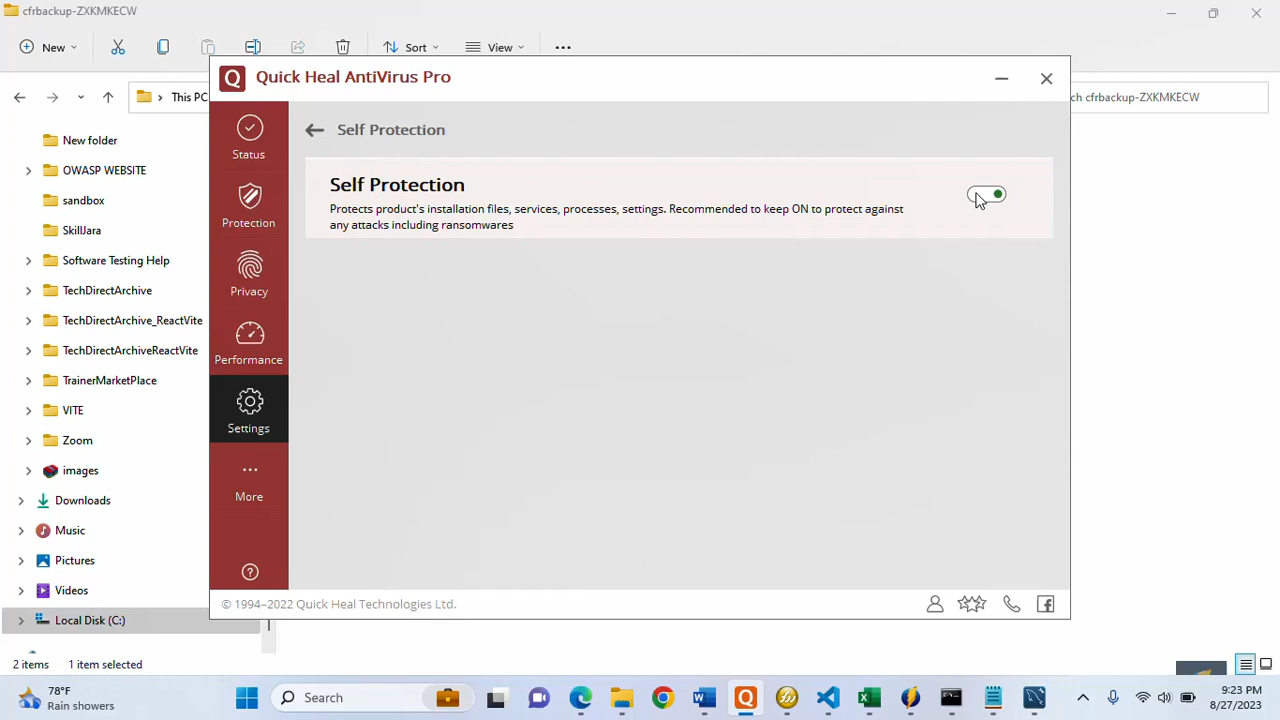 cfrbackup-ZXKMKECW
New
Sort
View
This PC
ch cfrbackup-ZXKMKECW
New folder
OWASP WEBSITE
sandbox
SkillJara
Software Testing Help
TechDirectArchive
TechDirectArchive_ReactVite
TechDirectArchiveReactVite
TrainerMarketPlace
VITE
Zoom
images
Downloads
Music
Pictures
Videos
Local Disk (C:)
2 items 1 item selected
Q Quick Heal AntiVirus Pro
Status
Protection
Privacy
Performance
Settings
More
Self Protection
Self Protection
Protects product's installation files, services, processes, settings. Recommended to keep ON to protect against
any attacks including ransomwares
© 1994–2022 Quick Heal Technologies Ltd.
78°F
Rain showers
Search
9:23 PM
8/27/2023